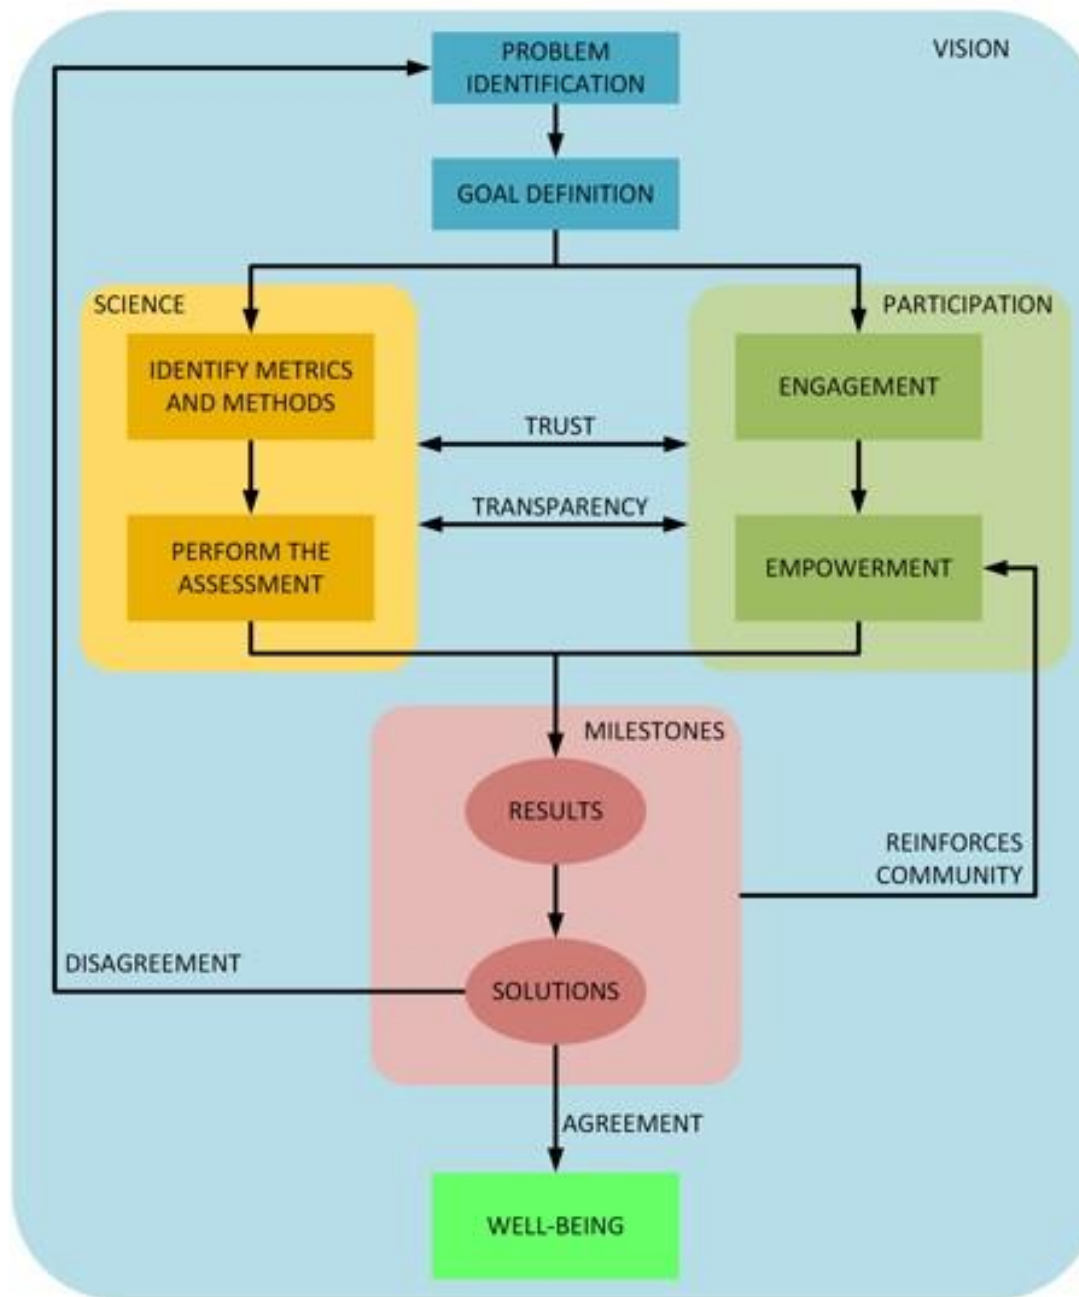 PROBLEM
IDENTIFICATION
VISION
GOAL DEFINITION
SCIENCE
IDENTIFY METRICS
AND METHODS
PERFORM THE
ASSESSMENT
TRUST
TRANSPARENCY
PARTICIPATION
ENGAGEMENT
EMPOWERMENT
MILESTONES
RESULTS
SOLUTIONS
REINFORCES
COMMUNITY
DISAGREEMENT
AGREEMENT
WELL-BEING